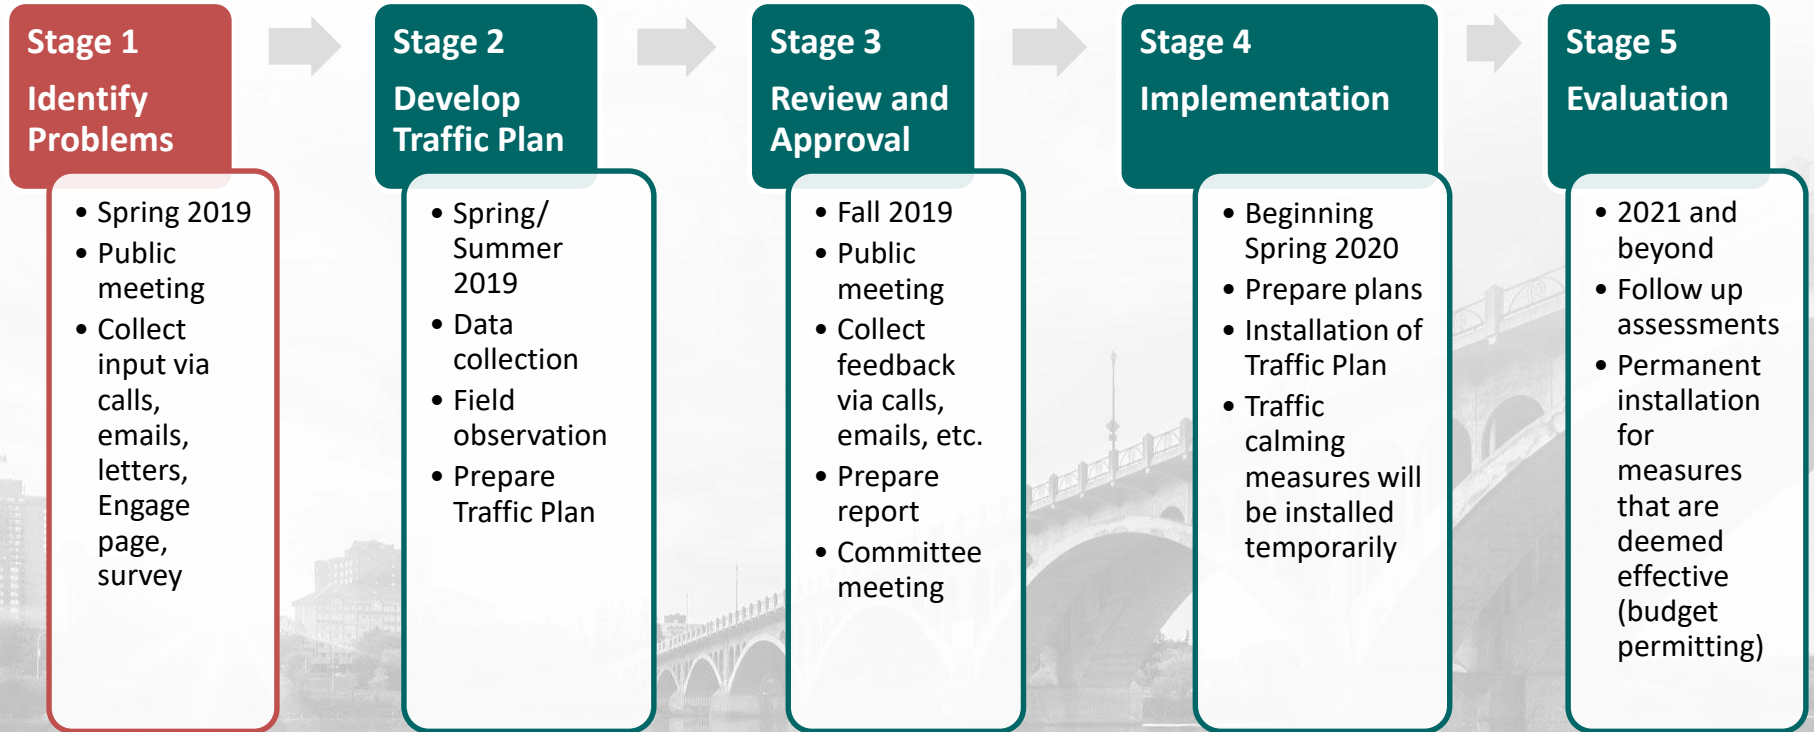 Stage 1
Identify
Problems
• Spring 2019
• Public
meeting
• Collect
input via
calls,
emails,
letters,
Engage
page,
survey
Stage 2
Develop
Traffic Plan
• Spring/
Summer
2019
• Data
collection
• Field
observation
• Prepare
Traffic Plan
Stage 3
Review and
Approval
• Fall 2019
• Public
meeting
• Collect
feedback
via calls,
emails, etc.
• Prepare
report
• Committee
meeting
Stage 4
Implementation
• Beginning
Spring 2020
• Prepare plans
• Installation of
Traffic Plan
• Traffic
calming
measures will
be installed
temporarily
Stage 5
Evaluation
• 2021 and
beyond
• Follow up
assessments
• Permanent
installation
for
measures
that are
deemed
effective
(budget
permitting)